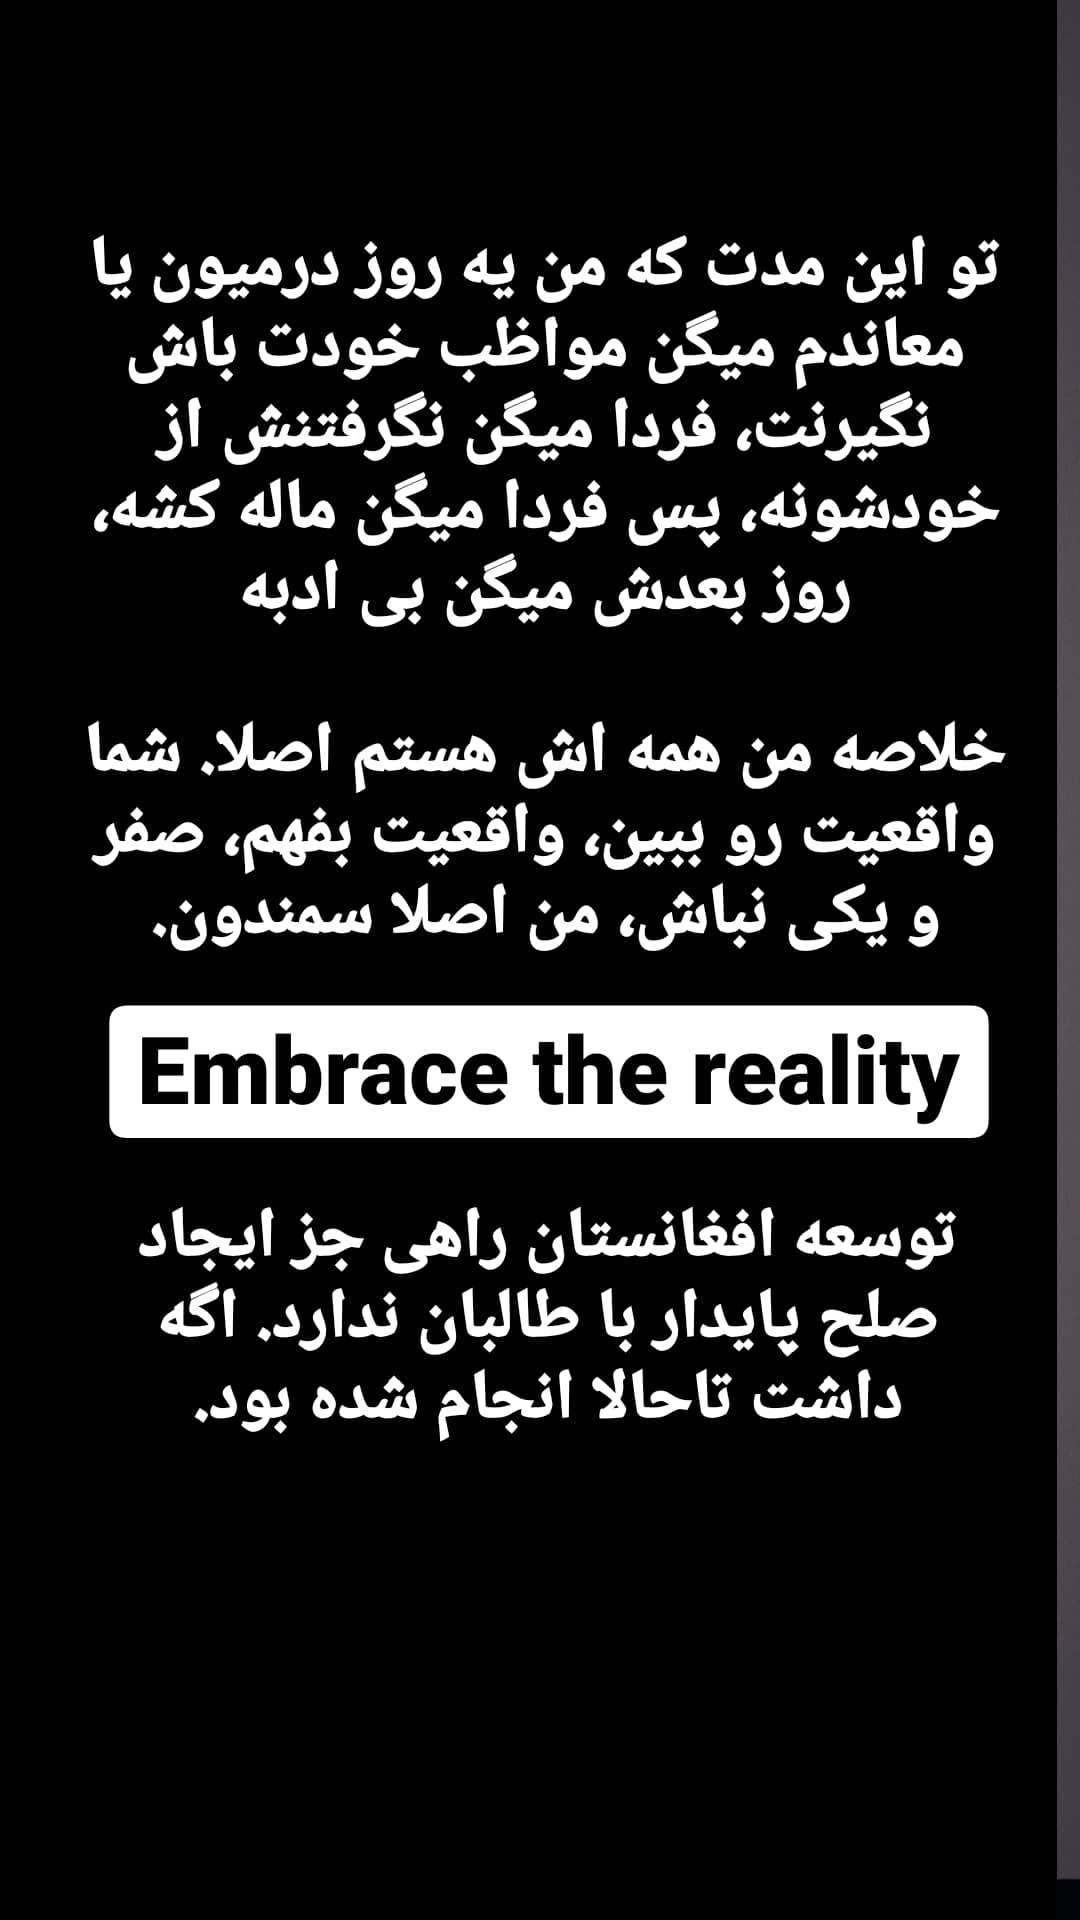 تو این مدت که من یه روز درمیون یا
معاندم میگن مواظب خودت باش
نگیرنت، فردا میگن نگرفتنش از
خودشونه، پس فردا میگن ماله کشه،
روز بعدش میگن بی ادبه
خلاصه من همه اش هستم اصلا. شما
واقعیت رو ببین، واقعیت بفهم، صفر
و یکی نباش، من اصلا سمندون.
Embrace the reality
توسعه افغانستان راهی جز ایجاد
صلح پایدار با طالبان ندارد. اگه
داشت تاحالا انجام شده بود.